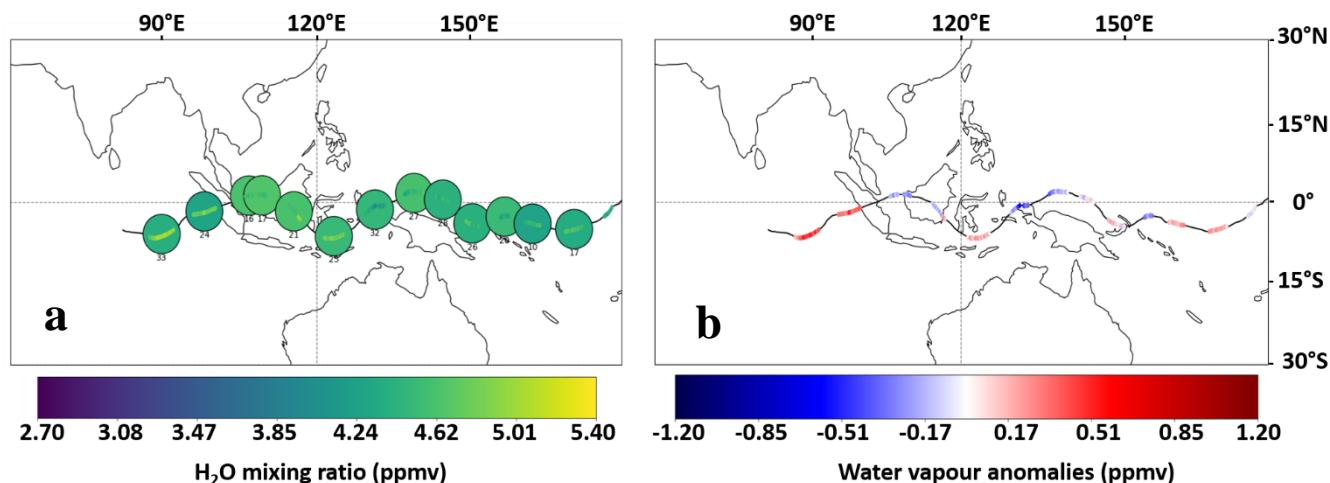 90°E 120°E 150°E 90°E 120°E 150°E
30°N
15°N
0°
15°S
30°S
16 17 27
24 21 32 28
33 25 26 10 17
a b
2.70 3.08 3.47 3.85 4.24 4.62 5.01 5.40
-1.20 -0.85 -0.51 -0.17 0.17 0.51 0.85 1.20
H₂O mixing ratio (ppmv) Water vapour anomalies (ppmv)